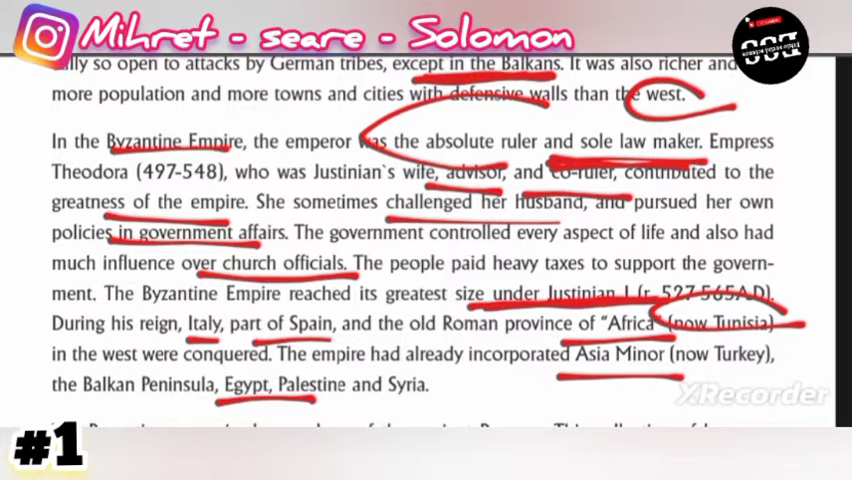 Mihret - seare - Solomon
so open to attacks by German tribes, except in the Balkans. It was also richer and
more population and more towns and cities with defensive walls than the west.
In the Byzantine Empire, the emperor was the absolute ruler and sole law maker. Empress
Theodora (497-548), who was Justinian`s wife, advisor, and co-ruler, contributed to the
greatness of the empire. She sometimes challenged her husband, and pursued her own
policies in government affairs. The government controlled every aspect of life and also had
much influence over church officials. The people paid heavy taxes to support the govern-
ment. The Byzantine Empire reached its greatest size under Justinian I (r. 527-565AD).
During his reign, Italy, part of Spain, and the old Roman province of “Africa” (now Tunisia)
in the west were conquered. The empire had already incorporated Asia Minor (now Turkey),
the Balkan Peninsula, Egypt, Palestine and Syria.
XRecorder
#1